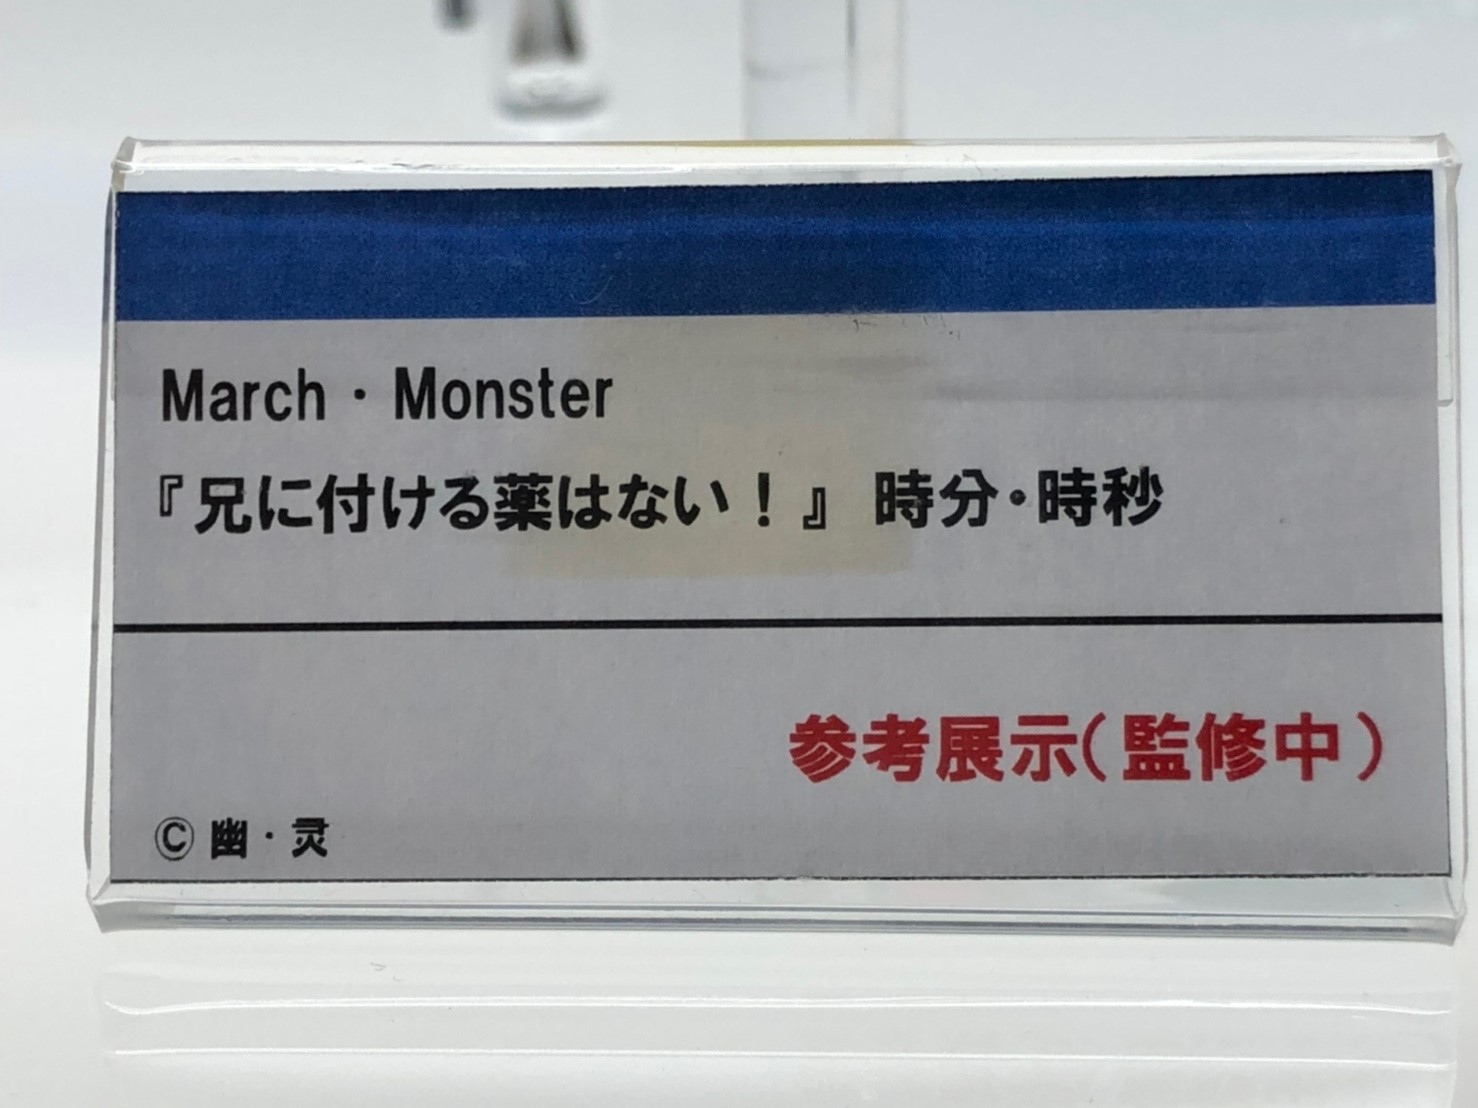 March・Monster
『兄に付ける薬はない！』 時分・時秒
参考展示（監修中）
Ⓒ 幽・灵